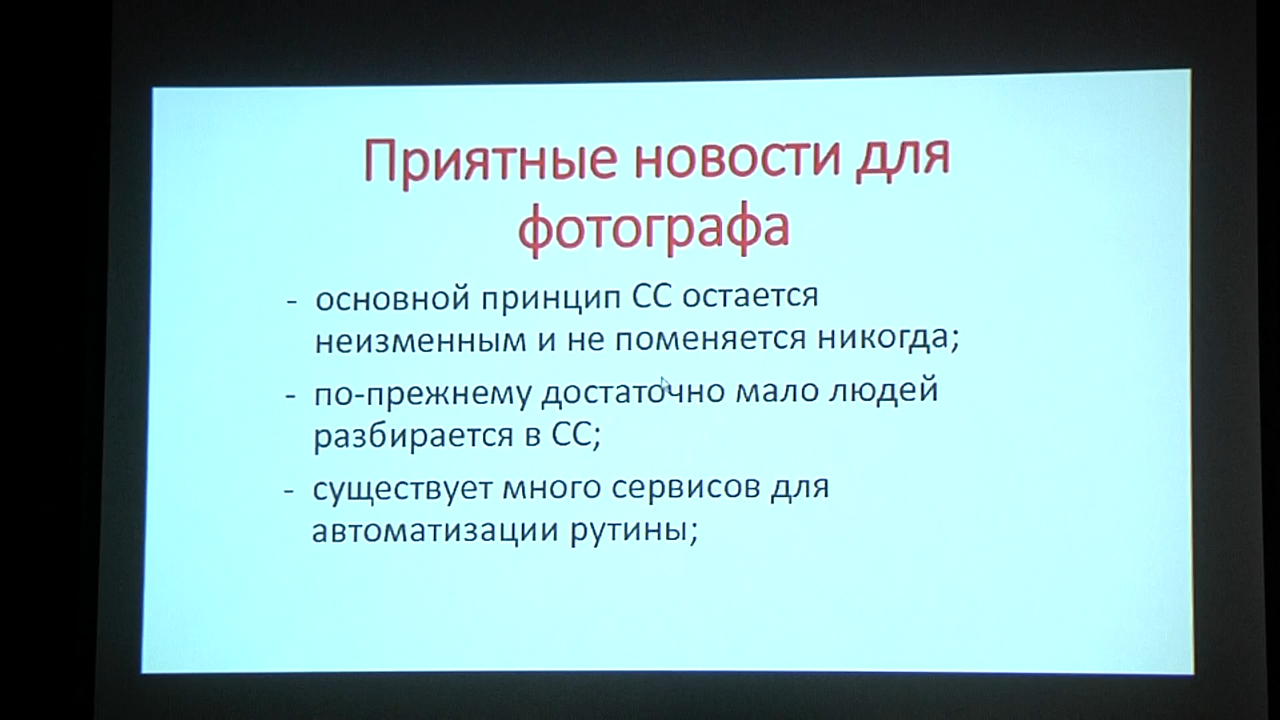 Приятные новости для
фотографа
- основной принцип СС остается
неизменным и не поменяется никогда;
- по-прежнему достаточно мало людей
разбирается в СС;
- существует много сервисов для
автоматизации рутины;